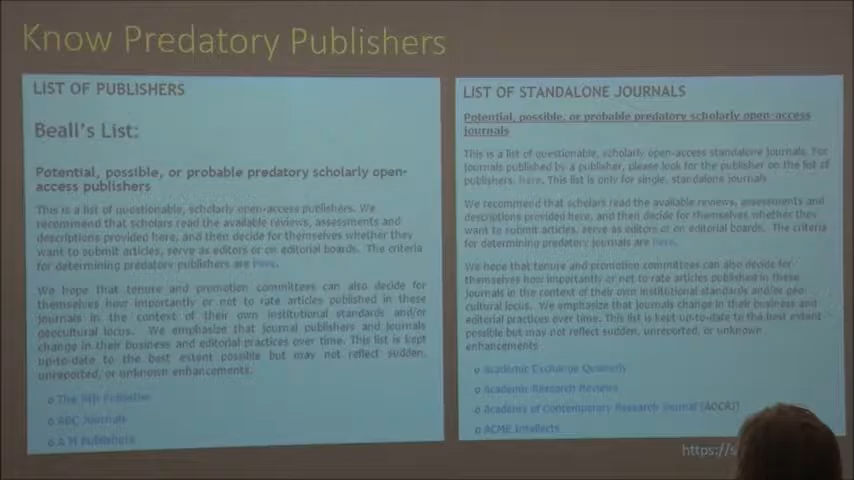 Know Predatory Publishers
LIST OF PUBLISHERS
Beall's List:
Potential, possible, or probable predatory scholarly open-
access publishers
This is a list of questionable, scholarly open-access publishers. We
recommend that scholars read the available reviews, assessments and
descriptions provided here, and then decide for themselves whether they
want to submit articles, serve as editors or on editorial boards. The criteria
for determining predatory publishers are here.
We hope that tenure and promotion committees can also decide for
themselves how importantly or not to rate articles published in these
journals in the context of their own institutional standards and/or
geocultural locus. We emphasize that journal publishers and journals
change in their business and editorial practices over time. This list is kept
up-to-date to the best extent possible but may not reflect sudden,
unreported, or unknown enhancements.
o The 5th Publisher
o ABC Journals
o A M Publishers
LIST OF STANDALONE JOURNALS
Potential, possible, or probable predatory scholarly open-access
journals
This is a list of questionable, scholarly open-access standalone journals. For
journals published by a publisher, please look for the publisher on the list of
publishers, here. This list is only for single, standalone journals
We recommend that scholars read the available reviews, assessments and
descriptions provided here, and then decide for themselves whether they
want to submit articles, serve as editors or on editorial boards. The criteria
for determining predatory journals are here.
We hope that tenure and promotion committees can also decide for
themselves how importantly or not to rate articles published in these
journals in the context of their own institutional standards and/or geo-
cultural locus. We emphasize that journals change in their business and
editorial practices over time. This list is kept up-to-date to the best extent
possible but may not reflect sudden, unreported, or unknown
enhancements
o Academic Exchange Quarterly
o Academic Research Reviews
o Academy of Contemporary Research Journal (AOCRJ)
o ACME Intellects
https://s